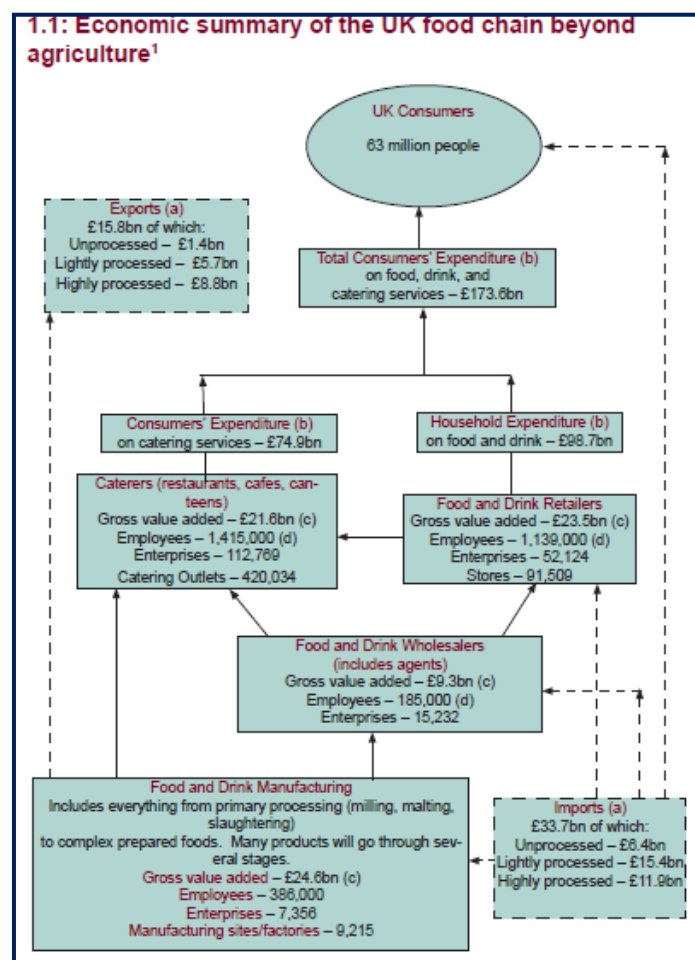 1.1: Economic summary of the UK food chain beyond
agriculture¹
UK Consumers
63 million people
Exports (a)
£15.8bn of which:
Unprocessed – £1.4bn
Lightly processed – £5.7bn
Highly processed – £8.8bn
Total Consumers' Expenditure (b)
on food, drink, and
catering services – £173.6bn
Consumers' Expenditure (b)
on catering services – £74.9bn
Household Expenditure (b)
on food and drink – £98.7bn
Caterers (restaurants, cafes, can-
teens)
Gross value added – £21.6bn (c)
Employees – 1,415,000 (d)
Enterprises – 112,769
Catering Outlets – 420,034
Food and Drink Retailers
Gross value added – £23.5bn (c)
Employees – 1,139,000 (d)
Enterprises – 52,124
Stores – 91,509
Food and Drink Wholesalers
(includes agents)
Gross value added – £9.3bn (c)
Employees – 185,000 (d)
Enterprises – 15,232
Food and Drink Manufacturing
Includes everything from primary processing (milling, malting,
slaughtering)
to complex prepared foods. Many products will go through sev-
eral stages.
Gross value added – £24.6bn (c)
Employees – 386,000
Enterprises – 7,356
Manufacturing sites/factories – 9,215
Imports (a)
£33.7bn of which:
Unprocessed – £6.4bn
Lightly processed – £15.4bn
Highly processed – £11.9bn